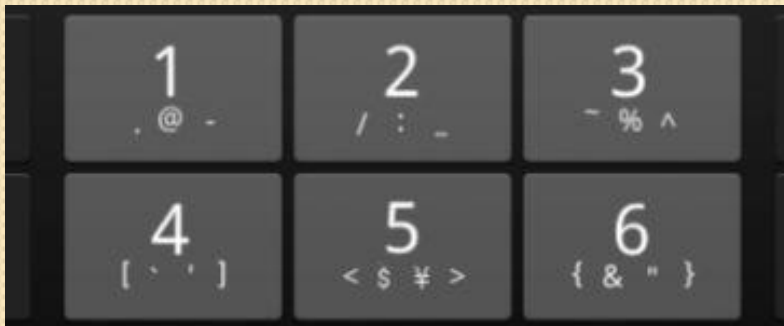 1 2 3
. @ - / : _ ~ % ^
4 5 6
[ ` ' ] < $ ¥ > { & " }